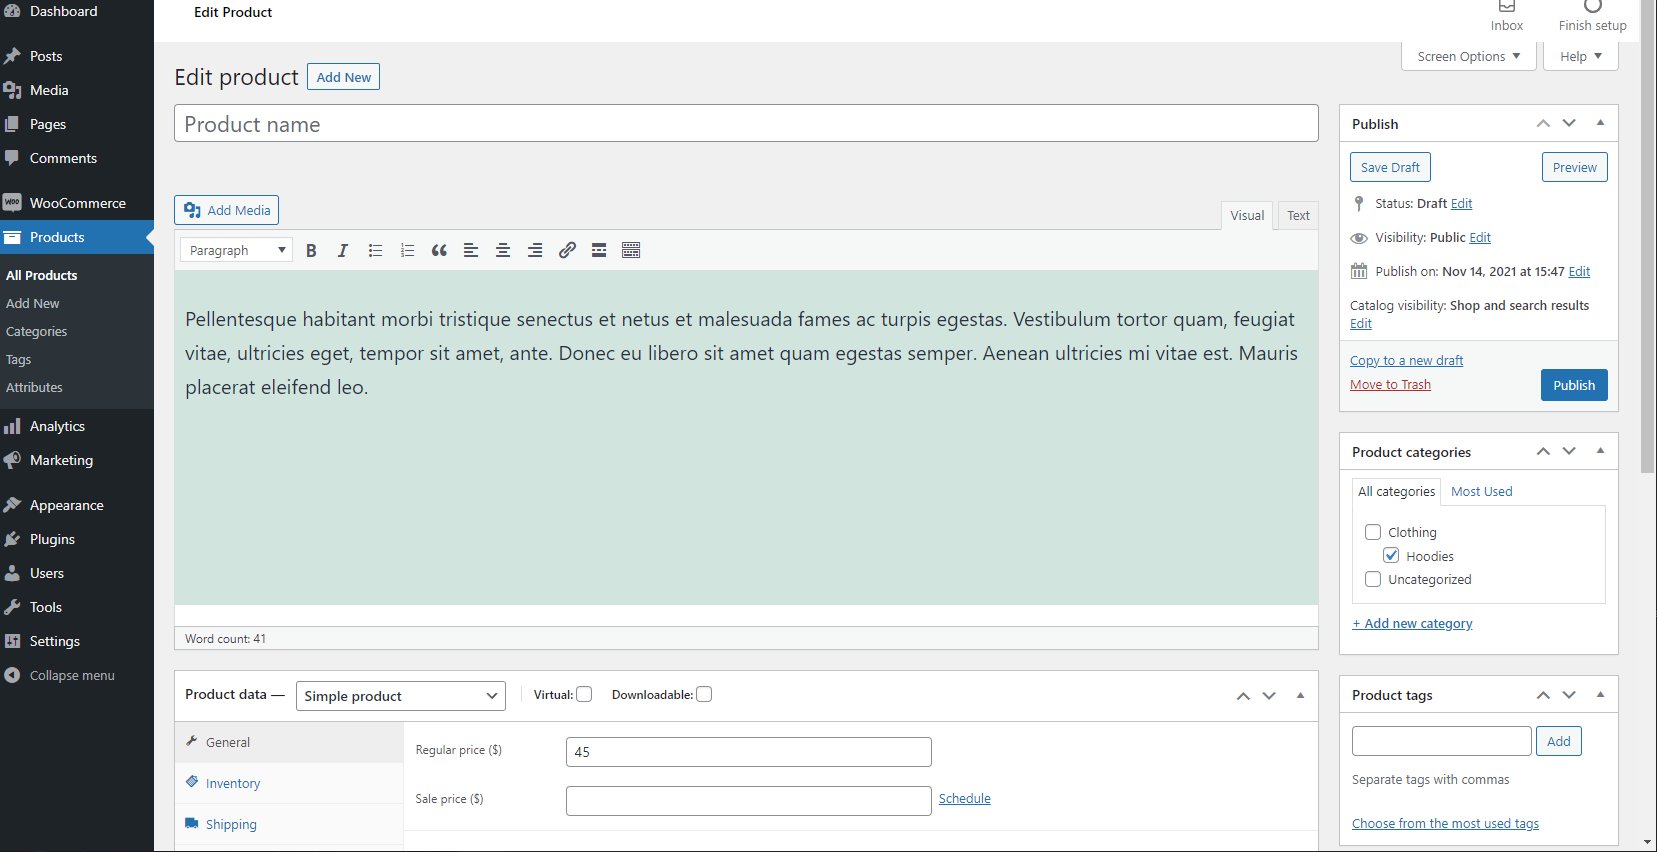 Dashboard
Posts
Media
Pages
Comments
WOO WooCommerce
Products
All Products
Add New
Categories
Tags
Attributes
Analytics
Marketing
Appearance
Plugins
Users
Tools
Settings
Collapse menu
Edit Product
Inbox
Finish setup
Screen Options
Help
Edit product
Add New
Product name
Add Media
Visual
Text
Paragraph
B
I
Pellentesque habitant morbi tristique senectus et netus et malesuada fames ac turpis egestas. Vestibulum tortor quam, feugiat
vitae, ultricies eget, tempor sit amet, ante. Donec eu libero sit amet quam egestas semper. Aenean ultricies mi vitae est. Mauris
placerat eleifend leo.
Word count: 41
Product data —
Simple product
Virtual:
Downloadable:
General
Inventory
Shipping
Regular price ($)
45
Sale price ($)
Schedule
Publish
Save Draft
Preview
Status: Draft Edit
Visibility: Public Edit
Publish on: Nov 14, 2021 at 15:47 Edit
Catalog visibility: Shop and search results
Edit
Copy to a new draft
Move to Trash
Publish
Product categories
All categories
Most Used
Clothing
Hoodies
Uncategorized
+ Add new category
Product tags
Add
Separate tags with commas
Choose from the most used tags